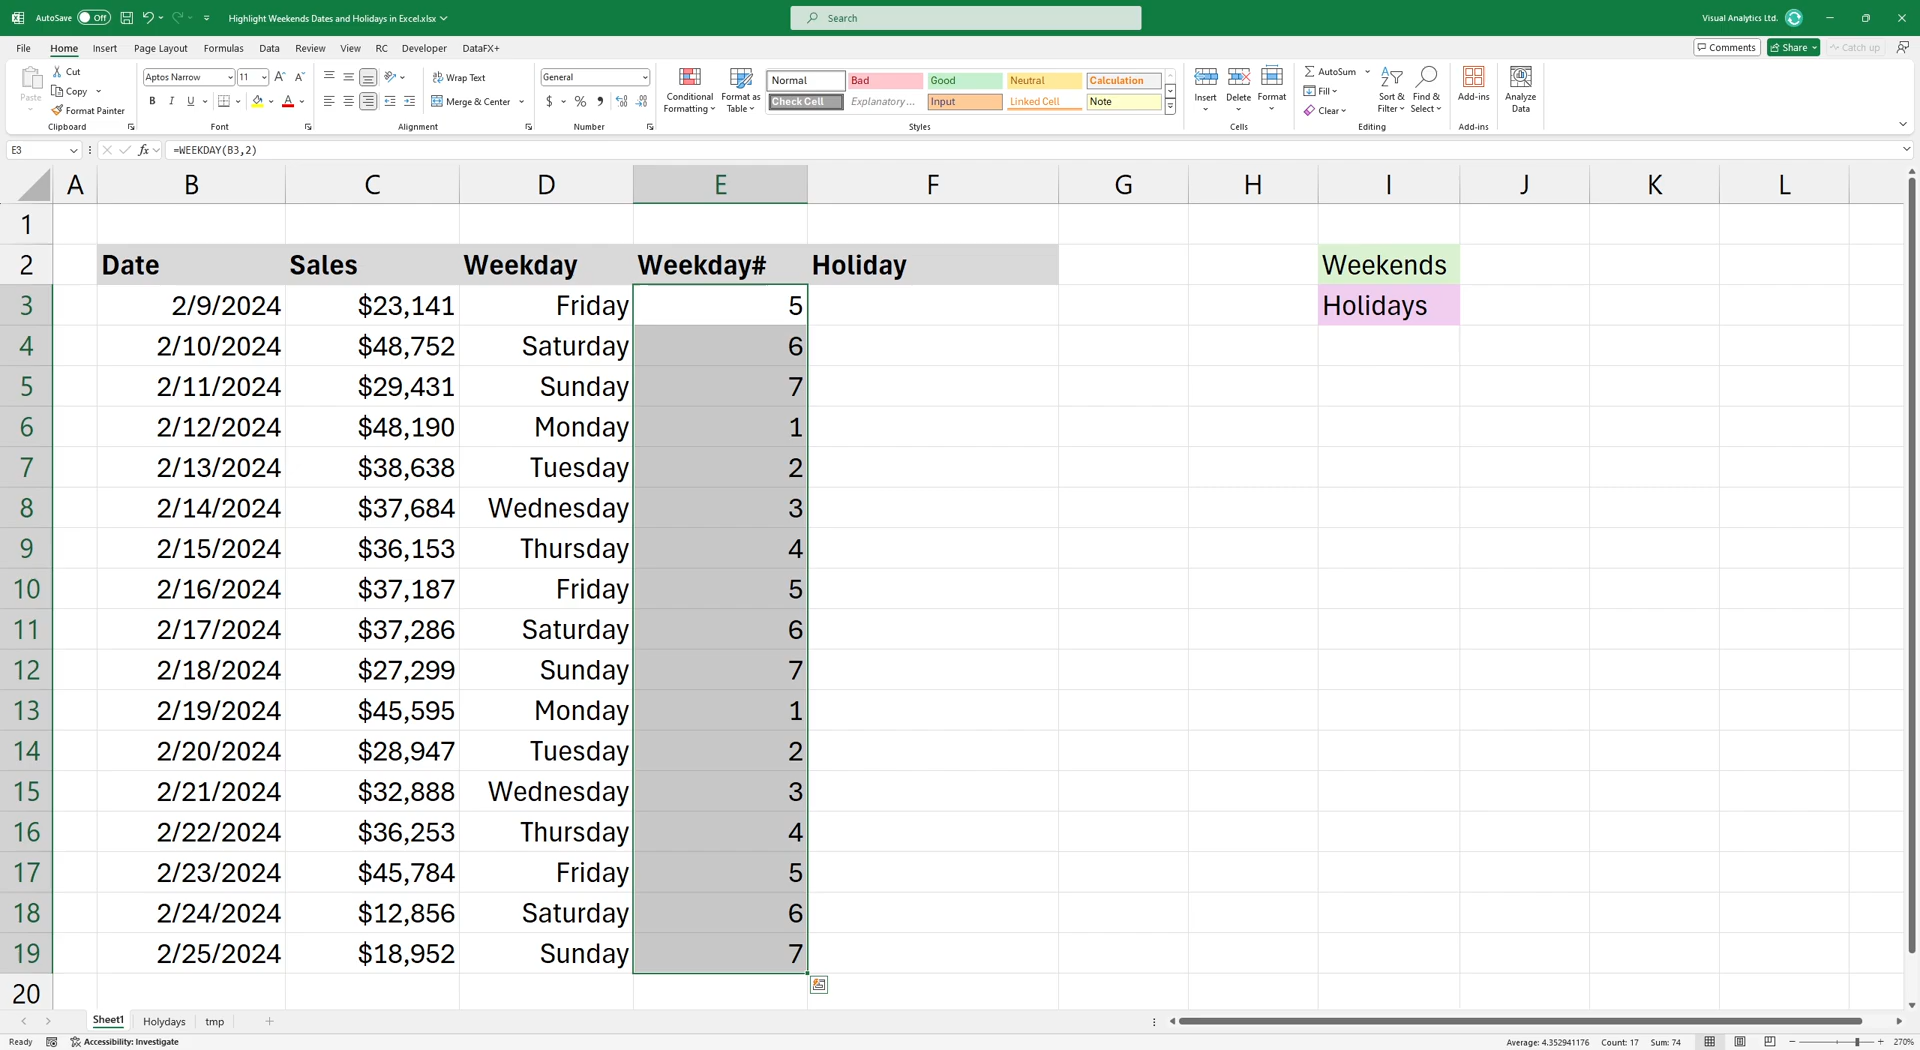 AutoSave Off Highlight Weekends Dates and Holidays in Excel.xlsx Search Visual Analytics Ltd.
File Home Insert Page Layout Formulas Data Review View RC Developer DataFX+ Comments Share Catch up
Paste Cut Copy Format Painter Clipboard
Aptos Narrow 11 B I U Font
Wrap Text Merge & Center Alignment
General $ % Number
Conditional Formatting Format as Table
Normal Bad Good Neutral Calculation
Check Cell Explanatory ... Input Linked Cell Note
Styles
Insert Delete Format Cells
AutoSum Fill Clear Sort & Filter Find & Select Editing
Add-ins Add-ins
Analyze Data
E3 fx =WEEKDAY(B3,2)
A B C D E F G H I J K L
1
2 Date Sales Weekday Weekday# Holiday Weekends
3 2/9/2024 $23,141 Friday 5 Holidays
4 2/10/2024 $48,752 Saturday 6
5 2/11/2024 $29,431 Sunday 7
6 2/12/2024 $48,190 Monday 1
7 2/13/2024 $38,638 Tuesday 2
8 2/14/2024 $37,684 Wednesday 3
9 2/15/2024 $36,153 Thursday 4
10 2/16/2024 $37,187 Friday 5
11 2/17/2024 $37,286 Saturday 6
12 2/18/2024 $27,299 Sunday 7
13 2/19/2024 $45,595 Monday 1
14 2/20/2024 $28,947 Tuesday 2
15 2/21/2024 $32,888 Wednesday 3
16 2/22/2024 $36,253 Thursday 4
17 2/23/2024 $45,784 Friday 5
18 2/24/2024 $12,856 Saturday 6
19 2/25/2024 $18,952 Sunday 7
20
Sheet1 Holydays tmp
Ready Accessibility: Investigate Average: 4.352941176 Count: 17 Sum: 74 270%